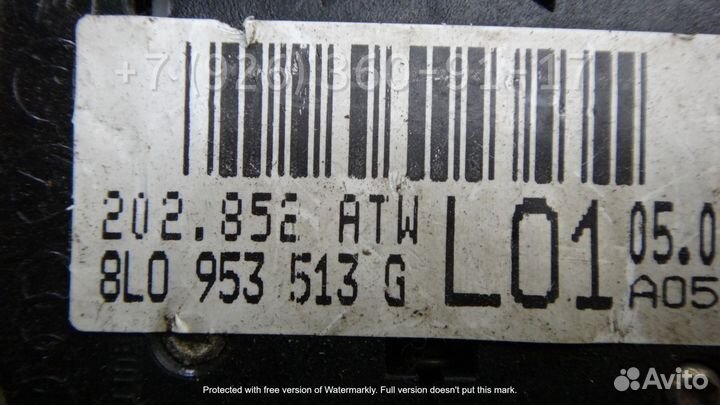 +7 (926) 360-91-17
202.852 ATW
8L0 953 513 G
L01
05.0
A05
Protected with free version of Watermarkly. Full version doesn't put this mark.
Avito